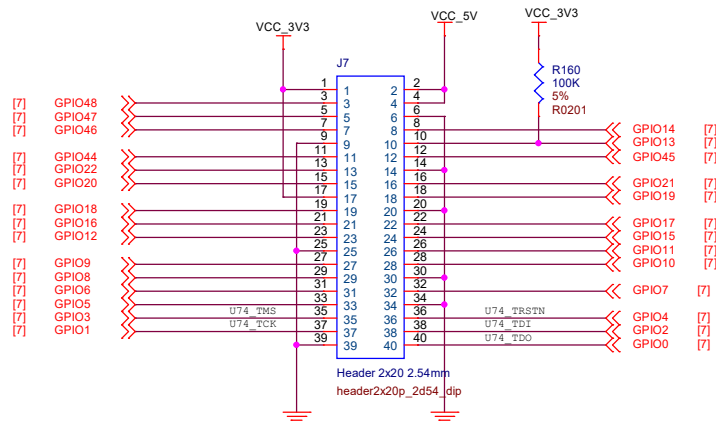 VCC_3V3
VCC_5V
VCC_3V3
J7
R160
100K
5%
R0201
1 1 2 2
[7] GPIO48 3 3 4 4
[7] GPIO47 5 5 6 6
[7] GPIO46 7 7 8 8 GPIO14 [7]
9 9 10 10 GPIO13 [7]
[7] GPIO44 11 11 12 12 GPIO45 [7]
[7] GPIO22 13 13 14 14
[7] GPIO20 15 15 16 16 GPIO21 [7]
17 17 18 18 GPIO19 [7]
[7] GPIO18 19 19 20 20
[7] GPIO16 21 21 22 22 GPIO17 [7]
[7] GPIO12 23 23 24 24 GPIO15 [7]
25 25 26 26 GPIO11 [7]
[7] GPIO9 27 27 28 28 GPIO10 [7]
[7] GPIO8 29 29 30 30
[7] GPIO6 31 31 32 32 GPIO7 [7]
[7] GPIO5 33 33 34 34
[7] GPIO3 U74_TMS 35 35 36 36 U74_TRSTN GPIO4 [7]
[7] GPIO1 U74_TCK 37 37 38 38 U74_TDI GPIO2 [7]
39 39 40 40 U74_TDO GPIO0 [7]
Header 2x20 2.54mm
header2x20p_2d54_dip